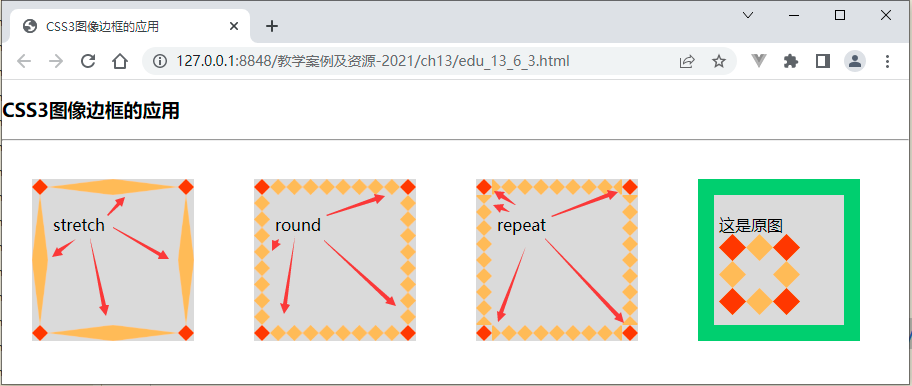 CSS3图像边框的应用
127.0.0.1:8848/教学案例及资源-2021/ch13/edu_13_6_3.html
CSS3图像边框的应用
stretch
round
repeat
这是原图